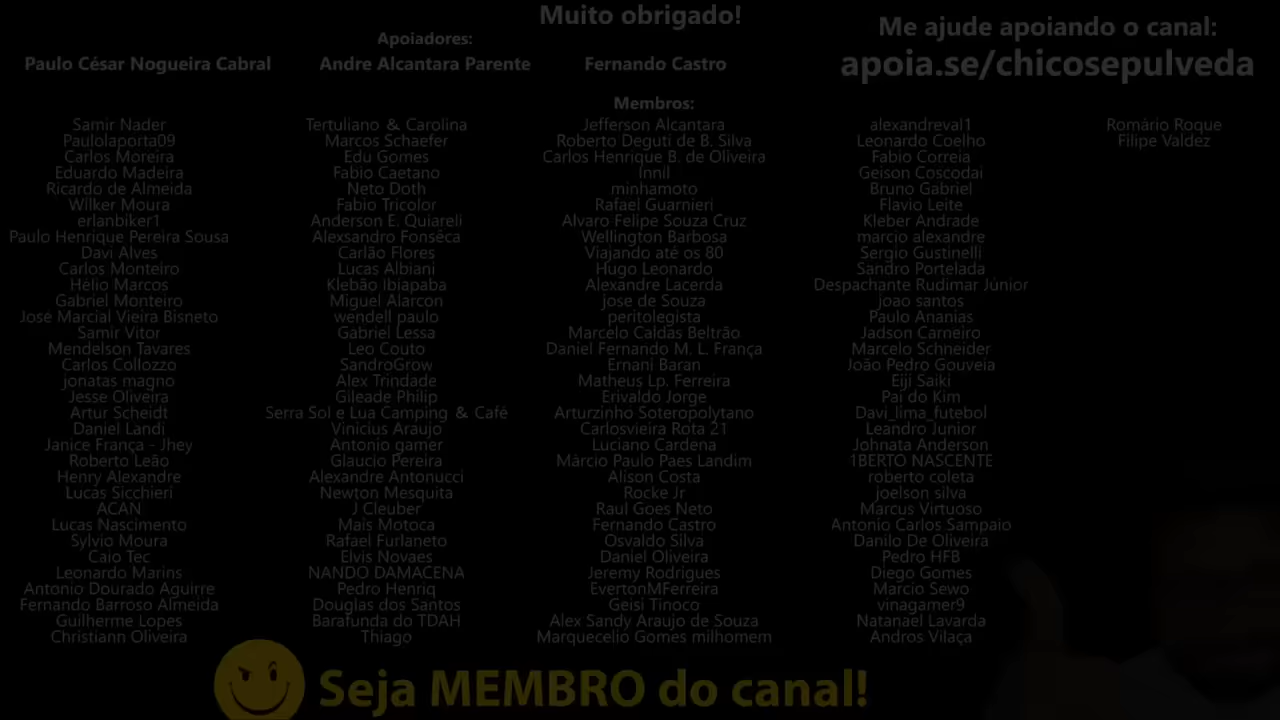 Muito obrigado!
Me ajude apoiando o canal:
apoia.se/chicosepulveda
Apoiadores:
Paulo César Nogueira Cabral
Andre Alcantara Parente
Fernando Castro
Membros:
Samir Nader
Paulolaporta09
Carlos Moreira
Eduardo Madeira
Ricardo de Almeida
Wilker Moura
erlanbiker1
Paulo Henrique Pereira Sousa
Davi Alves
Carlos Monteiro
Hélio Marcos
Gabriel Monteiro
José Marcial Vieira Bisneto
Samir Vitor
Mendelson Tavares
Carlos Collozzo
jonatas magno
Jesse Oliveira
Artur Scheidt
Daniel Landi
Janice França - Jhey
Roberto Leão
Henry Alexandre
Lucas Sicchieri
ACAN
Lucas Nascimento
Sylvio Moura
Caio Tec
Leonardo Marins
Antonio Dourado Aguirre
Fernando Barroso Almeida
Guilherme Lopes
Christiann Oliveira
Tertuliano & Carolina
Marcos Schaefer
Edu Gomes
Fabio Caetano
Neto Doth
Fabio Tricolor
Anderson E. Quiareli
Alexsandro Fonsêca
Carlão Flores
Lucas Albiani
Klebão Ibiapaba
Miguel Alarcon
wendell paulo
Gabriel Lessa
Leo Couto
SandroGrow
Alex Trindade
Gileade Philip
Serra Sol e Lua Camping & Café
Vinicius Araujo
Antonio gamer
Glaucio Pereira
Alexandre Antonucci
Newton Mesquita
J Cleuber
Mais Motoca
Rafael Furlaneto
Elvis Novaes
NANDO DAMACENA
Pedro Henriq
Douglas dos Santos
Barafunda do TDAH
Thiago
Jefferson Alcantara
Roberto Deguti de B. Silva
Carlos Henrique B. de Oliveira
Innil
minhamoto
Rafael Guarnieri
Alvaro Felipe Souza Cruz
Wellington Barbosa
Viajando até os 80
Hugo Leonardo
Alexandre Lacerda
jose de Souza
peritolegista
Marcelo Caldas Beltrão
Daniel Fernando M. L. França
Ernani Baran
Matheus Lp. Ferreira
Erivaldo Jorge
Arturzinho Soteropolytano
Carlosvieira Rota 21
Luciano Cardena
Márcio Paulo Paes Landim
Alison Costa
Rocke Jr
Raul Goes Neto
Fernando Castro
Osvaldo Silva
Daniel Oliveira
Jeremy Rodrigues
EvertonMFerreira
Geisi Tinoco
Alex Sandy Araujo de Souza
Marquecelio Gomes milhomem
alexandreval1
Leonardo Coelho
Fabio Correia
Geison Coscodai
Bruno Gabriel
Flavio Leite
Kleber Andrade
marcio alexandre
Sergio Gustinelli
Sandro Portelada
Despachante Rudimar Júnior
joao santos
Paulo Ananias
Jadson Carneiro
Marcelo Schneider
João Pedro Gouveia
Eiji Saiki
Pai do Kim
Davi_lima_futebol
Leandro Junior
Johnata Anderson
1BERTO NASCENTE
roberto coleta
joelson silva
Marcus Virtuoso
Antonio Carlos Sampaio
Danilo De Oliveira
Pedro HFB
Diego Gomes
Marcio Sewo
vinagamer9
Natanael Lavarda
Andros Vilaça
Romário Roque
Filipe Valdez
Seja MEMBRO do canal!